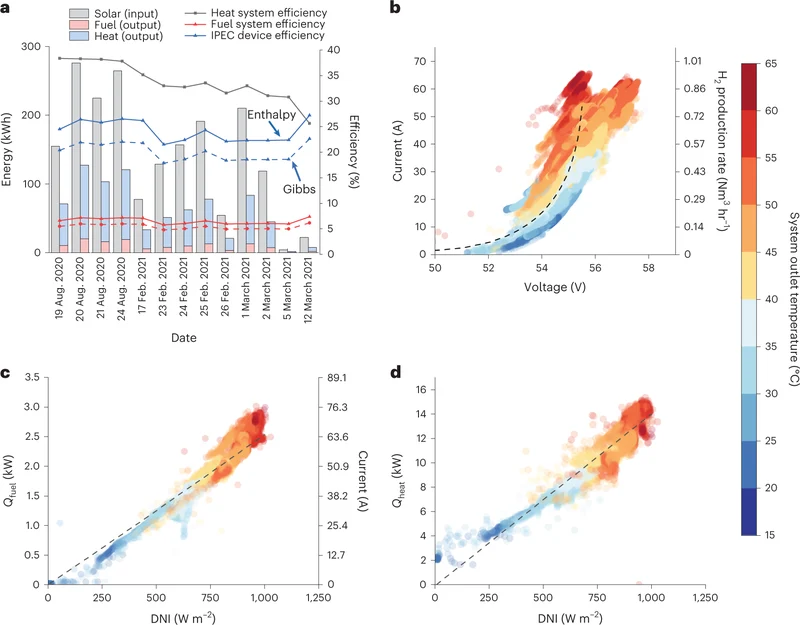 a
Solar (input)
Fuel (output)
Heat (output)
Heat system efficiency
Fuel system efficiency
IPEC device efficiency
300
200
100
0
Energy (kWh)
40
35
30
25
20
15
10
5
0
Efficiency (%)
Enthalpy
Gibbs
19 Aug. 2020
20 Aug. 2020
21 Aug. 2020
24 Aug. 2020
17 Feb. 2021
23 Feb. 2021
24 Feb. 2021
25 Feb. 2021
26 Feb. 2021
1 March 2021
2 March 2021
5 March 2021
12 March 2021
Date
b
70
60
50
40
30
20
10
0
Current (A)
1.01
0.86
0.72
0.57
0.43
0.29
0.14
0
H₂ production rate (Nm³ hr⁻¹)
50
52
54
56
58
Voltage (V)
c
3.5
3.0
2.5
2.0
1.5
1.0
0.5
0
Qfuel (kW)
89.1
76.3
63.6
50.9
38.2
25.4
12.7
0
Current (A)
0
250
500
750
1,000
1,250
DNI (W m⁻²)
d
16
14
12
10
8
6
4
2
0
Qheat (kW)
0
250
500
750
1,000
1,250
DNI (W m⁻²)
65
60
55
50
45
40
35
30
25
20
15
System outlet temperature (°C)